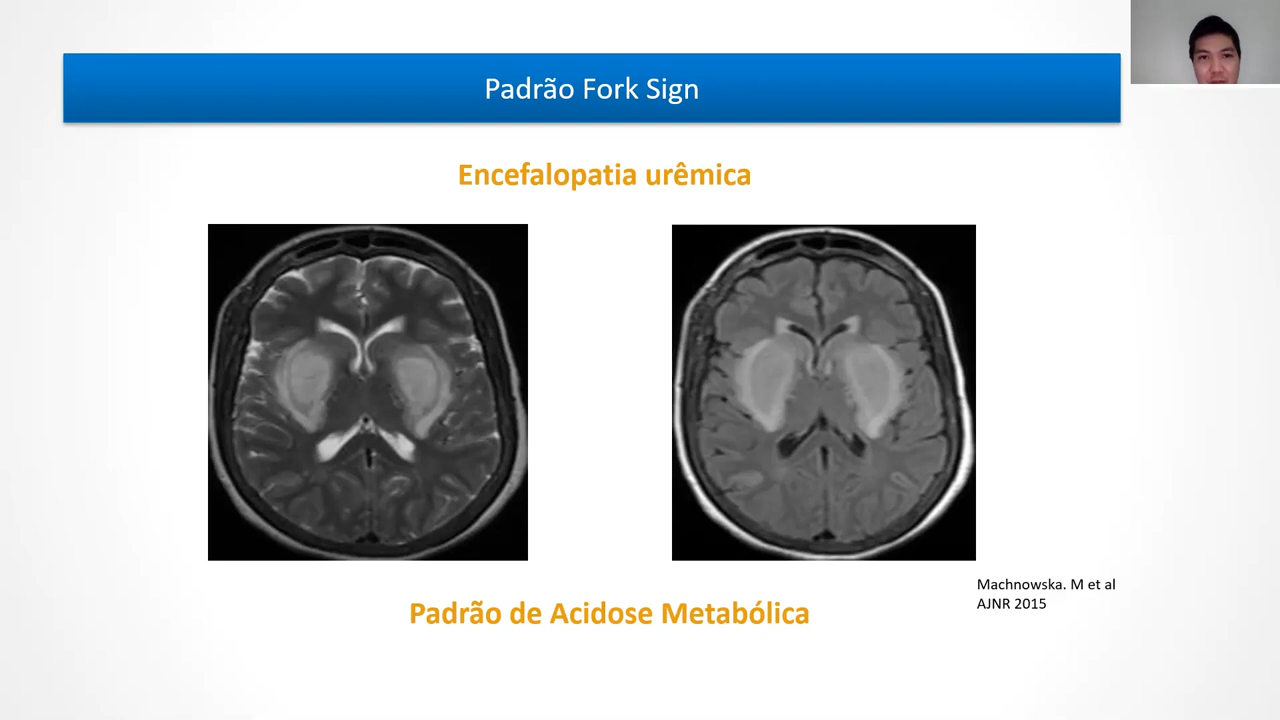 Padrão Fork Sign
Encefalopatia urêmica
Machnowska. M et al
AJNR 2015
Padrão de Acidose Metabólica